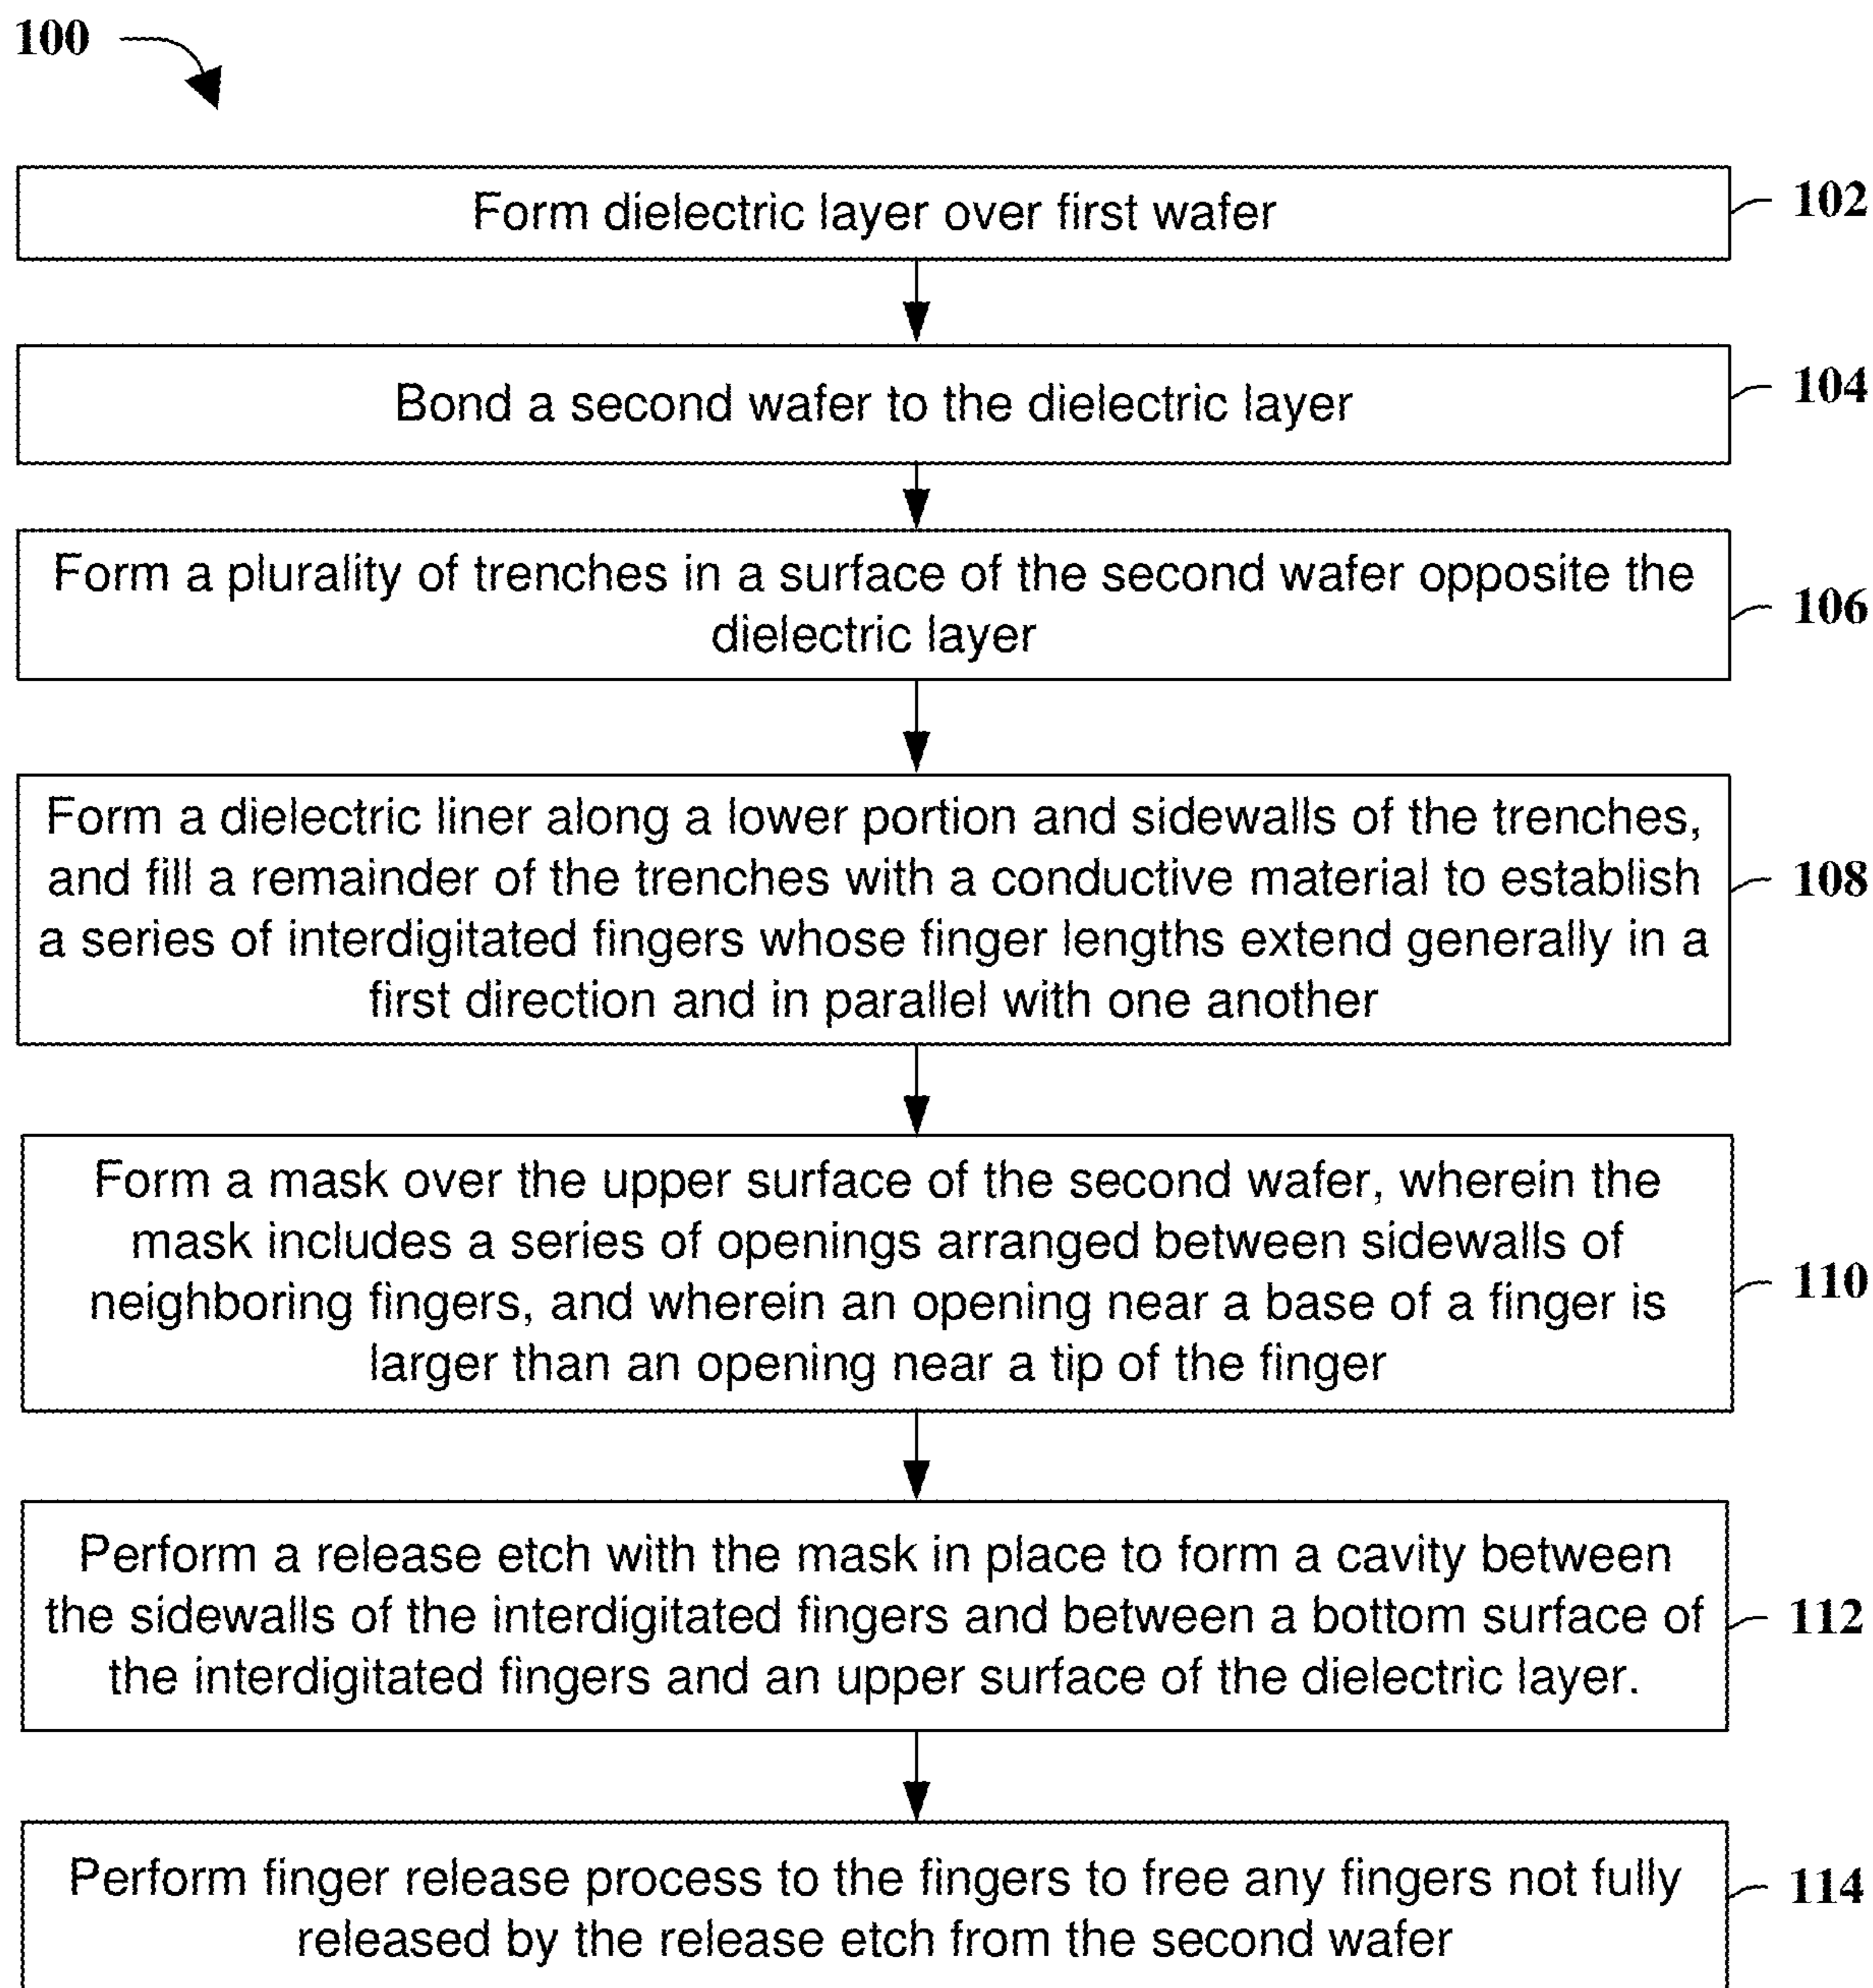 100
Form dielectric layer over first wafer
102
Bond a second wafer to the dielectric layer
104
Form a plurality of trenches in a surface of the second wafer opposite the
dielectric layer
106
Form a dielectric liner along a lower portion and sidewalls of the trenches,
and fill a remainder of the trenches with a conductive material to establish
a series of interdigitated fingers whose finger lengths extend generally in a
first direction and in parallel with one another
108
Form a mask over the upper surface of the second wafer, wherein the
mask includes a series of openings arranged between sidewalls of
neighboring fingers, and wherein an opening near a base of a finger is
larger than an opening near a tip of the finger
110
Perform a release etch with the mask in place to form a cavity between
the sidewalls of the interdigitated fingers and between a bottom surface of
the interdigitated fingers and an upper surface of the dielectric layer.
112
Perform finger release process to the fingers to free any fingers not fully
released by the release etch from the second wafer
114